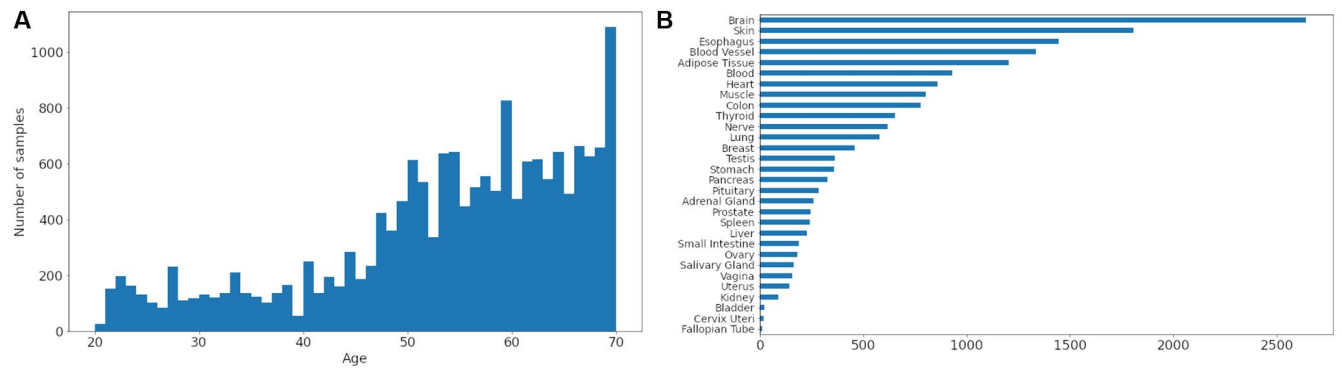 A
Number of samples
1000
800
600
400
200
0
20 30 40 50 60 70
Age
B
Brain
Skin
Esophagus
Blood Vessel
Adipose Tissue
Blood
Heart
Muscle
Colon
Thyroid
Nerve
Lung
Breast
Testis
Stomach
Pancreas
Pituitary
Adrenal Gland
Prostate
Spleen
Liver
Small Intestine
Ovary
Salivary Gland
Vagina
Uterus
Kidney
Bladder
Cervix Uteri
Fallopian Tube
0 500 1000 1500 2000 2500